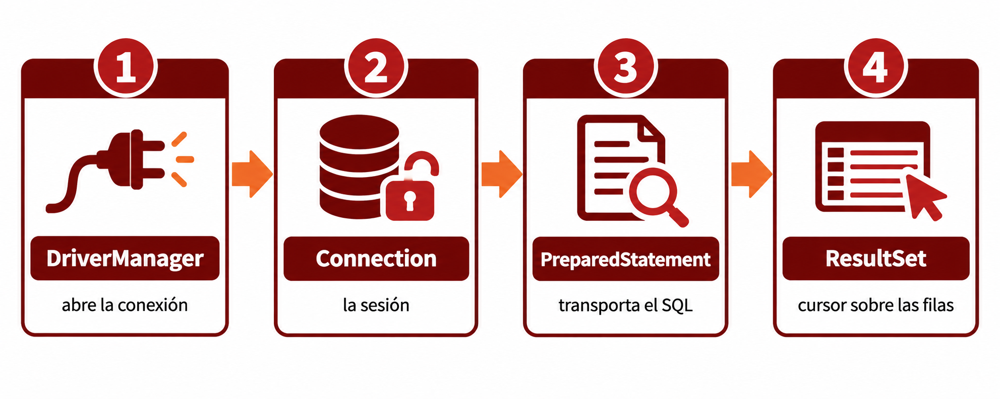 1
DriverManager
abre la conexión
2
Connection
la sesión
3
PreparedStatement
transporta el SQL
4
ResultSet
cursor sobre las filas